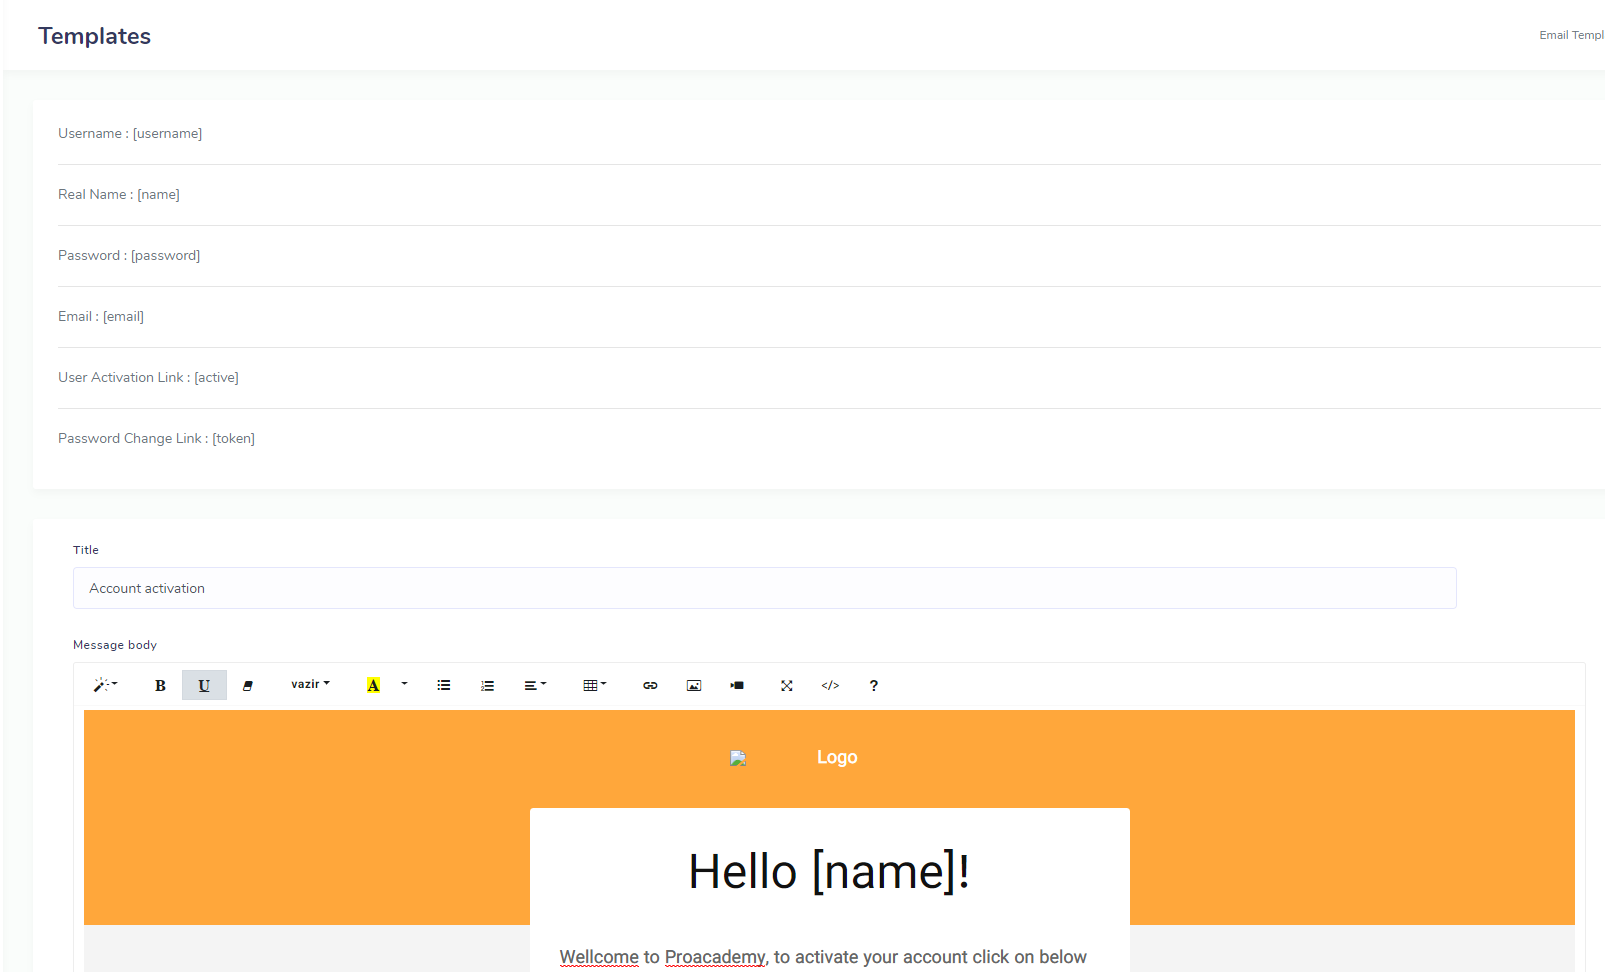 Templates
Email Templ
Username : [username]
Real Name : [name]
Password : [password]
Email : [email]
User Activation Link : [active]
Password Change Link : [token]
Title
Account activation
Message body
B U vazir A </> ?
Logo
Hello [name]!
Wellcome to Proacademy, to activate your account click on below